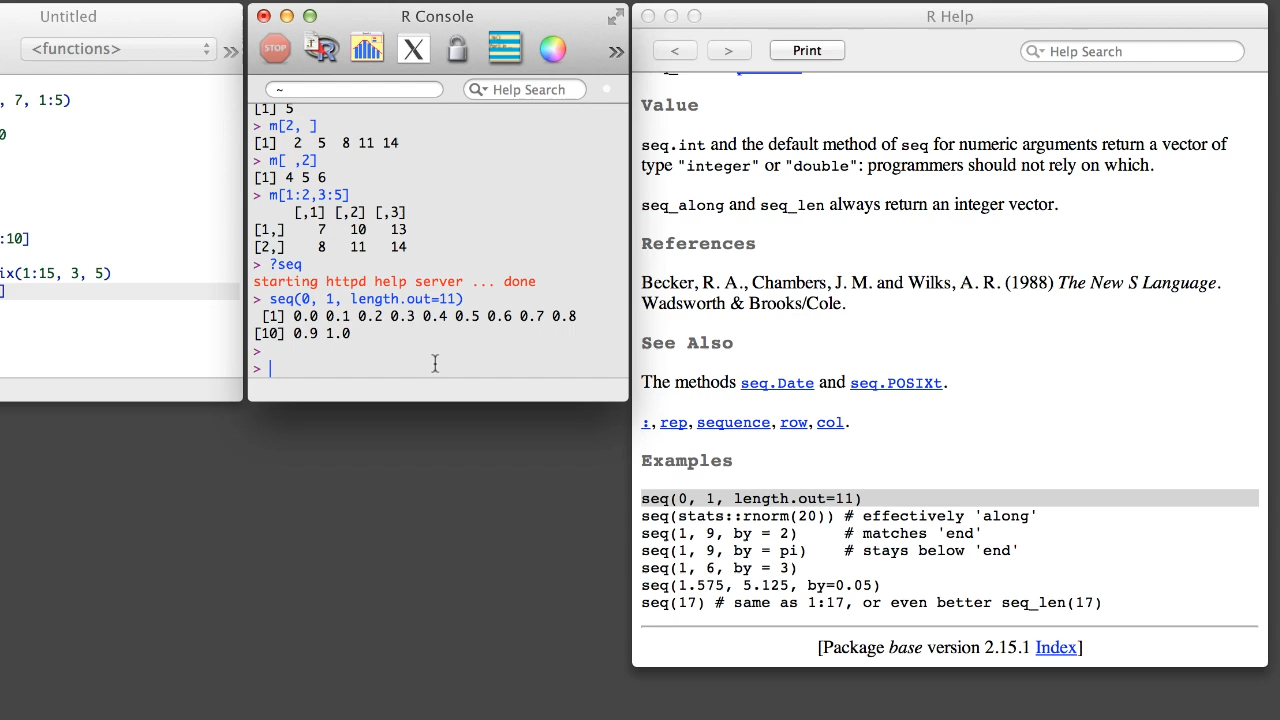 Untitled
<functions>
, 7, 1:5)
0
:10]
ix(1:15, 3, 5)
]
R Console
STOP
R
X
~
Help Search
[1] 5
> m[2, ]
[1]  2  5  8 11 14
> m[ ,2]
[1] 4 5 6
> m[1:2,3:5]
     [,1] [,2] [,3]
[1,]    7   10   13
[2,]    8   11   14
> ?seq
starting httpd help server ... done
> seq(0, 1, length.out=11)
 [1] 0.0 0.1 0.2 0.3 0.4 0.5 0.6 0.7 0.8
[10] 0.9 1.0
>
>
R Help
< > Print Help Search
Value
seq.int and the default method of seq for numeric arguments return a vector of
type "integer" or "double": programmers should not rely on which.
seq_along and seq_len always return an integer vector.
References
Becker, R. A., Chambers, J. M. and Wilks, A. R. (1988) The New S Language.
Wadsworth & Brooks/Cole.
See Also
The methods seq.Date and seq.POSIXt.
:, rep, sequence, row, col.
Examples
seq(0, 1, length.out=11)
seq(stats::rnorm(20)) # effectively 'along'
seq(1, 9, by = 2)     # matches 'end'
seq(1, 9, by = pi)    # stays below 'end'
seq(1, 6, by = 3)
seq(1.575, 5.125, by=0.05)
seq(17) # same as 1:17, or even better seq_len(17)
[Package base version 2.15.1 Index]